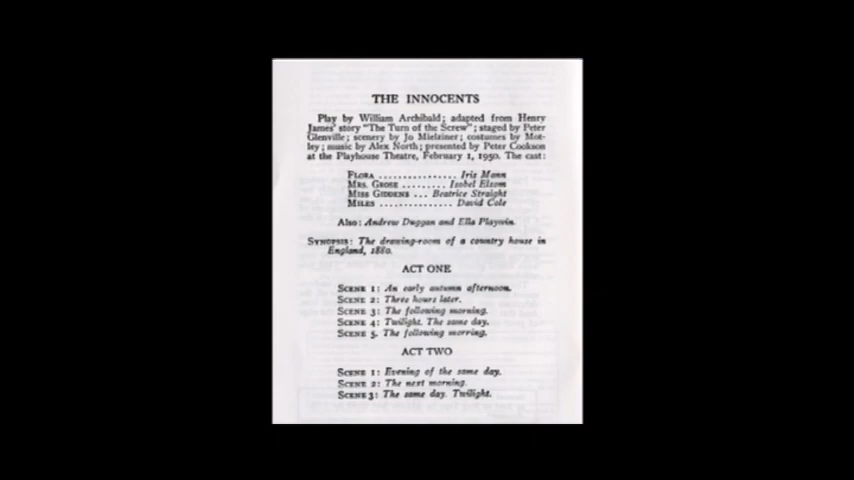 THE INNOCENTS
Play by William Archibald; adapted from Henry
James' story "The Turn of the Screw"; staged by Peter
Glenville; scenery by Jo Mielziner; costumes by Mot-
ley; music by Alex North; presented by Peter Cookson
at the Playhouse Theatre, February 1, 1950. The cast:
FLORA ................ Iris Mann
MRS. GROSE ......... Isobel Elsom
MISS GIDDENS ... Beatrice Straight
MILES ............... David Cole
Also: Andrew Duggan and Ella Playwin.
SYNOPSIS: The drawing-room of a country house in
England, 1880.
ACT ONE
SCENE 1: An early autumn afternoon.
SCENE 2: Three hours later.
SCENE 3: The following morning.
SCENE 4: Twilight. The same day.
SCENE 5. The following morning.
ACT TWO
SCENE 1: Evening of the same day.
SCENE 2: The next morning.
SCENE 3: The same day. Twilight.